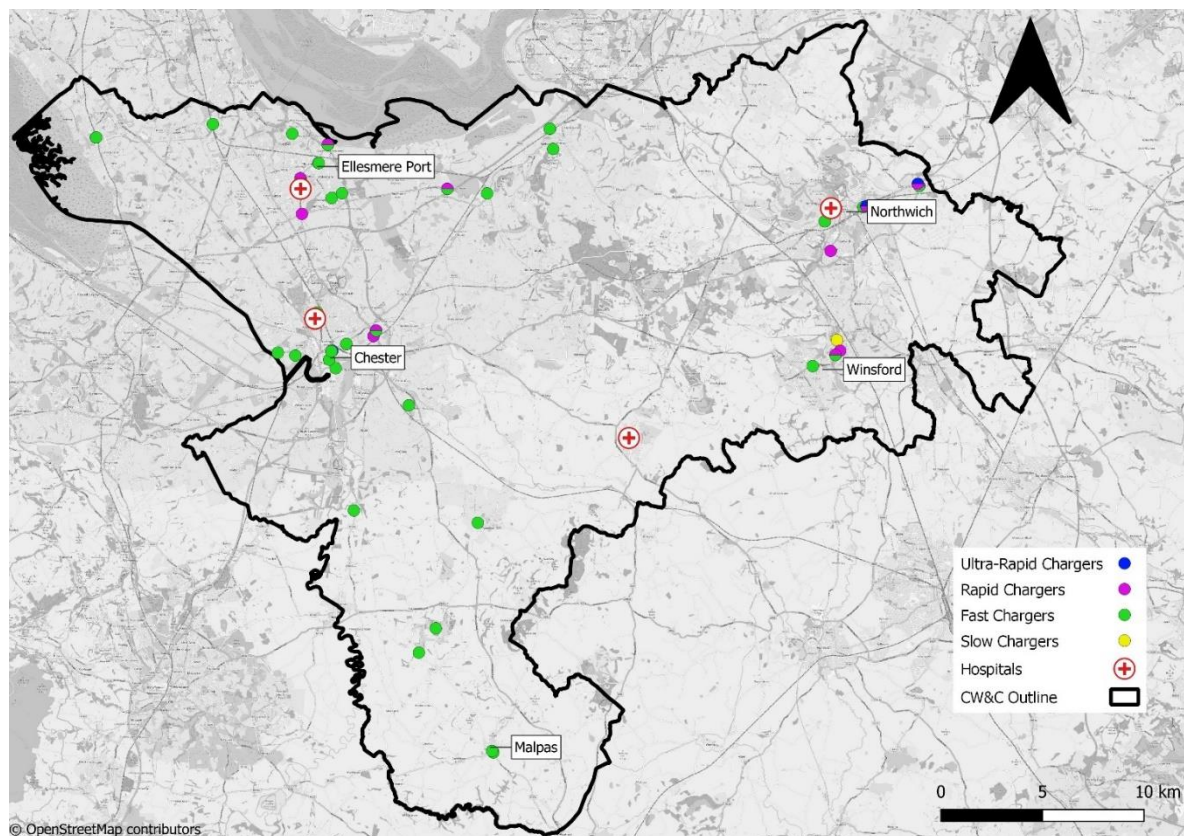 Ellesmere Port
Northwich
Chester
Winsford
Malpas
Ultra-Rapid Chargers
Rapid Chargers
Fast Chargers
Slow Chargers
Hospitals
CW&C Outline
0 5 10 km
© OpenStreetMap contributors